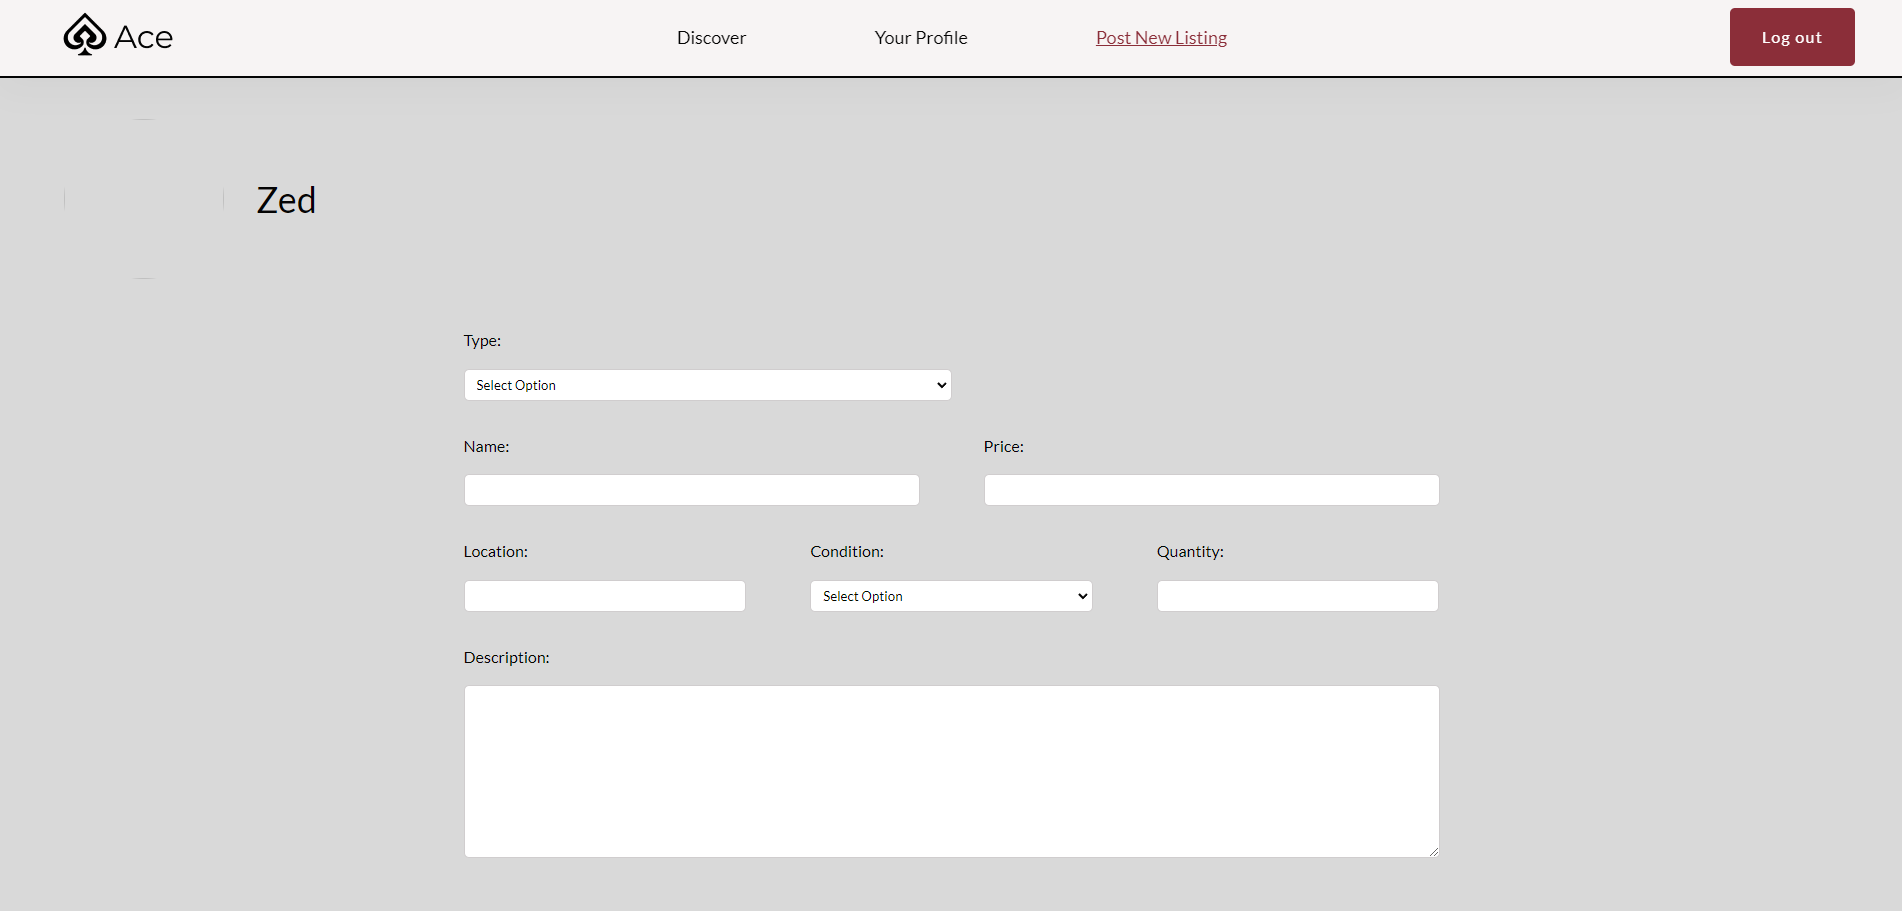 Ace
Discover
Your Profile
Post New Listing
Log out
Zed
Type:
Select Option
Name:
Price:
Location:
Condition:
Quantity:
Select Option
Description: